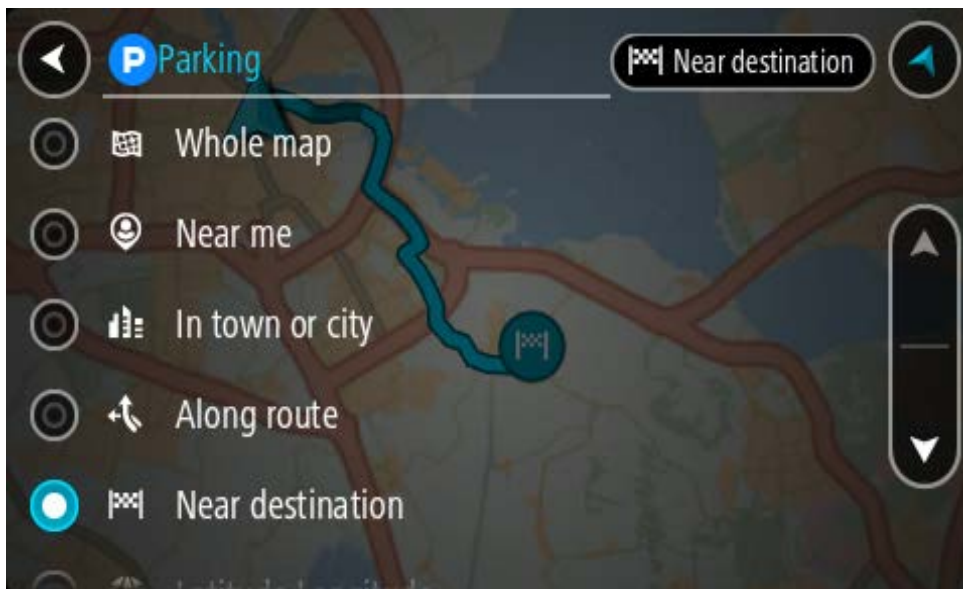 P Parking
Near destination
Whole map
Near me
In town or city
Along route
Near destination